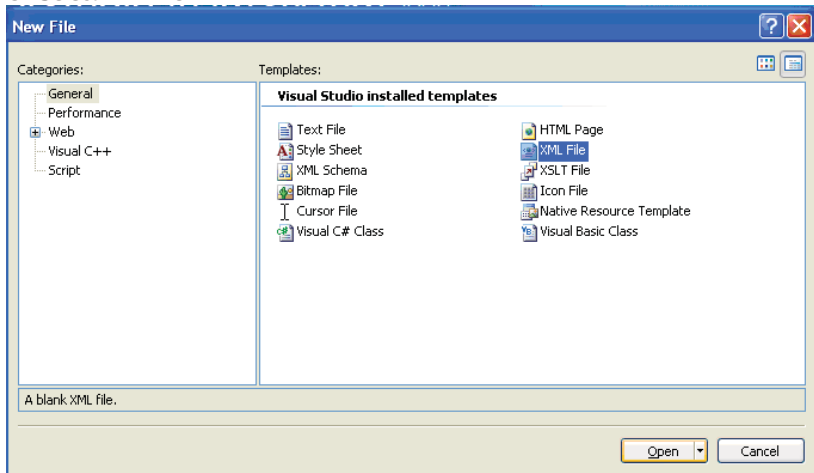 New File
Categories:
Templates:
General
Performance
Web
Visual C++
Script
Visual Studio installed templates
Text File
HTML Page
Style Sheet
XML File
XML Schema
XSLT File
Bitmap File
Icon File
Cursor File
Native Resource Template
Visual C# Class
Visual Basic Class
A blank XML file.
Open
Cancel